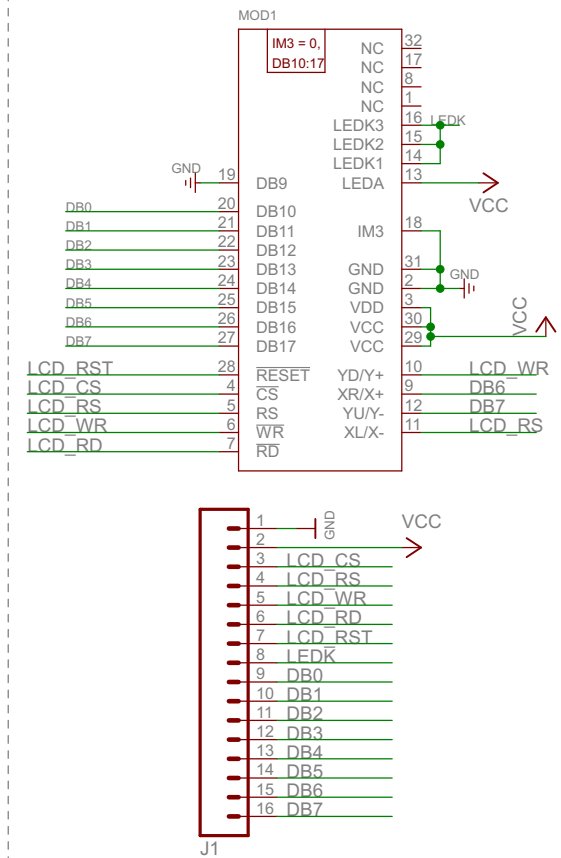 MOD1
IM3 = 0,
DB10:17
NC 32
NC 17
NC 8
NC 1
LEDK3 16 LEDK
LEDK2 15
LEDK1 14
GND 19 DB9 LEDA 13 VCC
DB0 20 DB10
DB1 21 DB11 IM3 18
DB2 22 DB12
DB3 23 DB13 GND 31 GND
DB4 24 DB14 GND 2
DB5 25 DB15 VDD 3
DB6 26 DB16 VCC 30 VCC
DB7 27 DB17 VCC 29
LCD_RST 28 RESET YD/Y+ 10 LCD_WR
LCD_CS 4 CS XR/X+ 9 DB6
LCD_RS 5 RS YU/Y- 12 DB7
LCD_WR 6 WR XL/X- 11 LCD_RS
LCD_RD 7 RD
1 GND VCC
2
3 LCD_CS
4 LCD_RS
5 LCD_WR
6 LCD_RD
7 LCD_RST
8 LEDK
9 DB0
10 DB1
11 DB2
12 DB3
13 DB4
14 DB5
15 DB6
16 DB7
J1